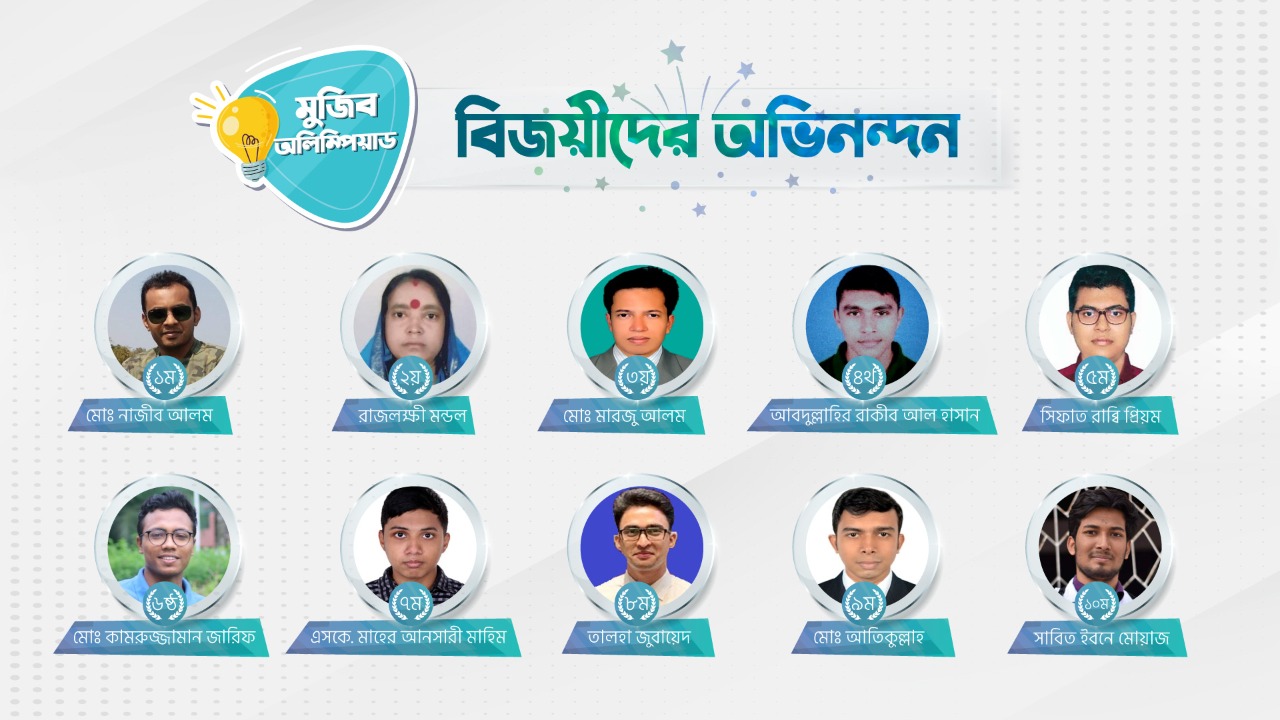 মুজিব
অলিম্পিয়াড
বিজয়ীদের অভিনন্দন
১ম
২য়
৩য়
৪র্থ
৫ম
মোঃ নাজীব আলম
রাজলক্ষী মন্ডল
মোঃ মারজু আলম
আবদুল্লাহির রাকীব আল হাসান
সিফাত রাব্বি প্রিয়ম
৬ষ্ঠ
৭ম
৮ম
৯ম
১০ম
মোঃ কামরুজ্জামান জারিফ
এসকে. মাহের আনসারী মাহিম
তালহা জুবায়েদ
মোঃ আতিকুল্লাহ
সাবিত ইবনে মোয়াজ